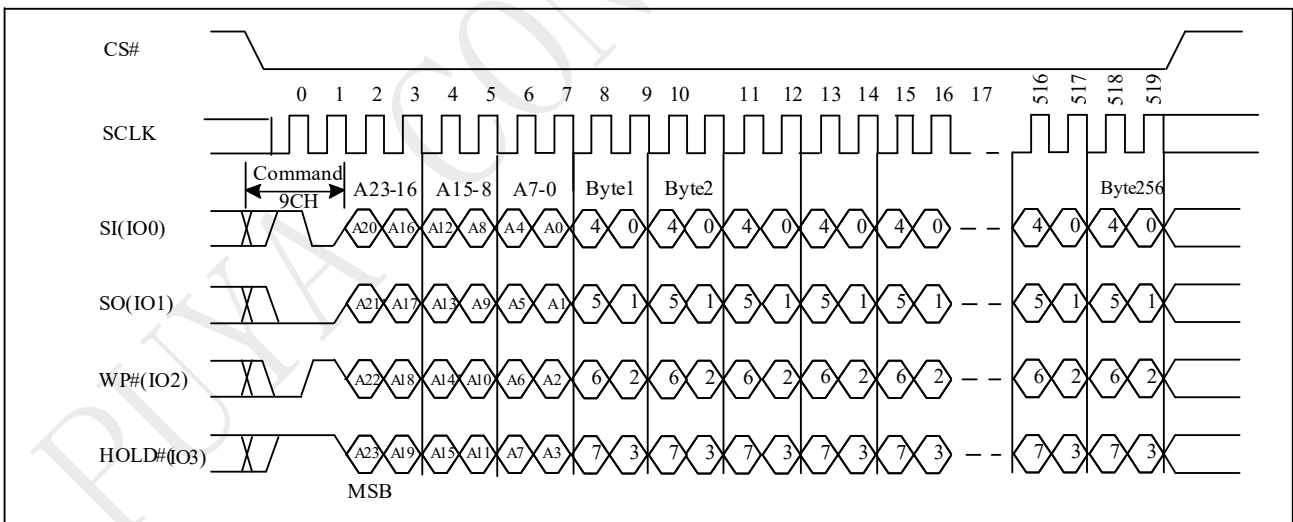 CS#
0 1 2 3 4 5 6 7 8 9 10 11 12 13 14 15 16 17 516 517 518 519
SCLK
Command
9CH
A23-16 A15-8 A7-0 Byte1 Byte2 Byte256
SI(IO0) A20 A16 A12 A8 A4 A0 4 0 4 0 4 0 4 0 4 0 4 0 4 0
SO(IO1) A21 A17 A13 A9 A5 A1 5 1 5 1 5 1 5 1 5 1 5 1 5 1
WP#(IO2) A22 A18 A14 A10 A6 A2 6 2 6 2 6 2 6 2 6 2 6 2 6 2
HOLD#(IO3) A23 A19 A15 A11 A7 A3 7 3 7 3 7 3 7 3 7 3 7 3 7 3
MSB
PUYA CON